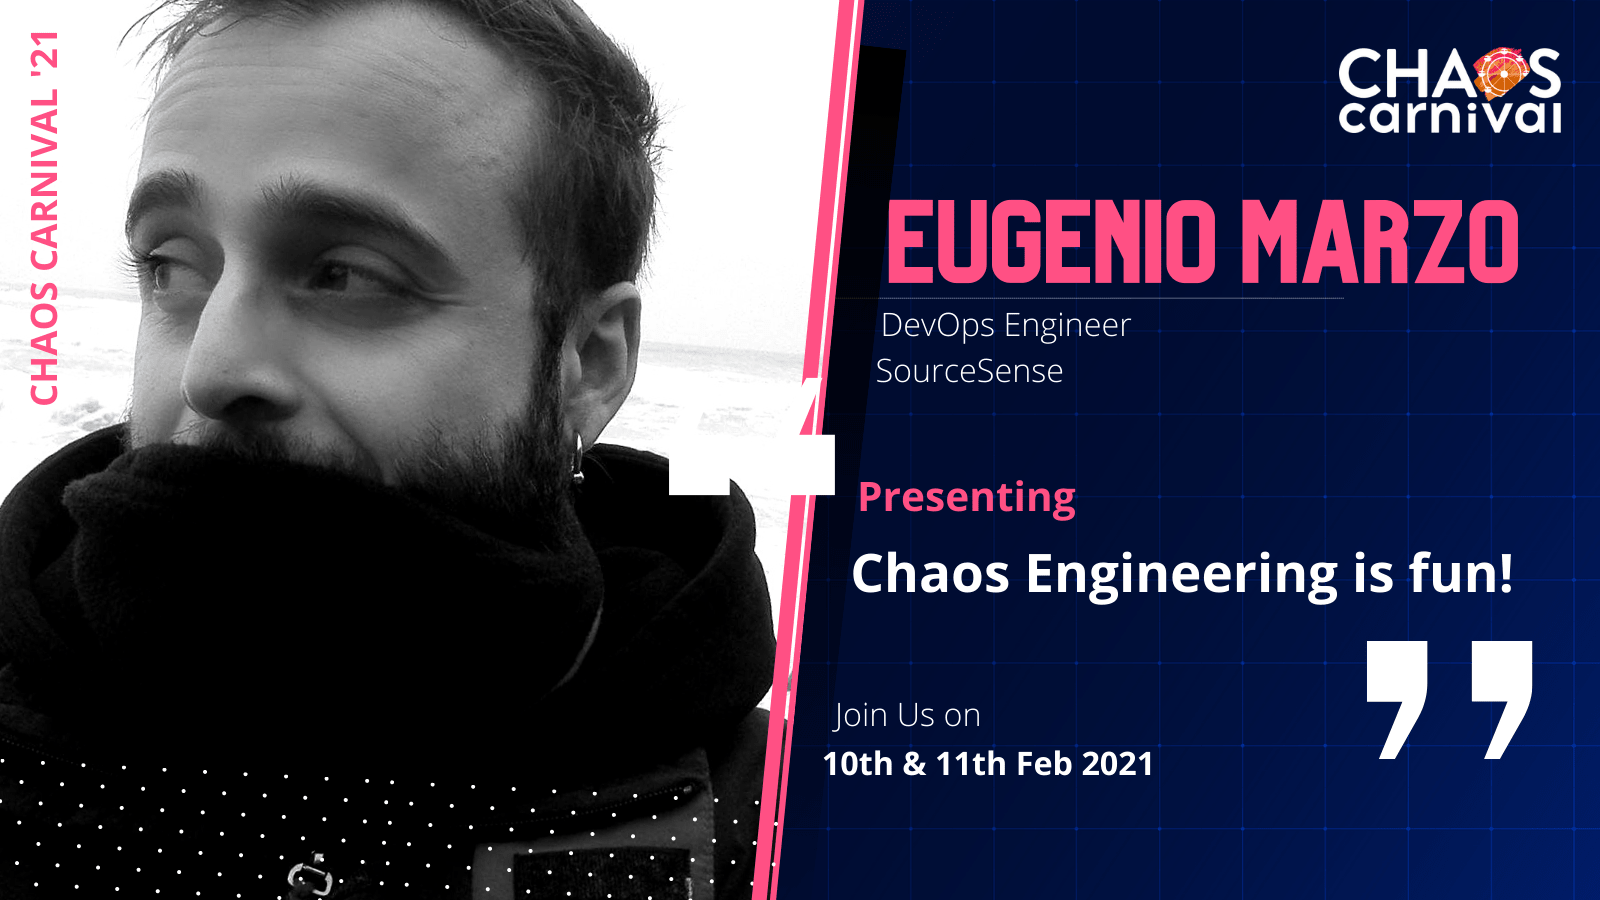 CHAOS CARNIVAL '21
CHAOS
carnival
EUGENIO MARZO
DevOps Engineer
SourceSense
Presenting
Chaos Engineering is fun!
”
Join Us on
10th & 11th Feb 2021